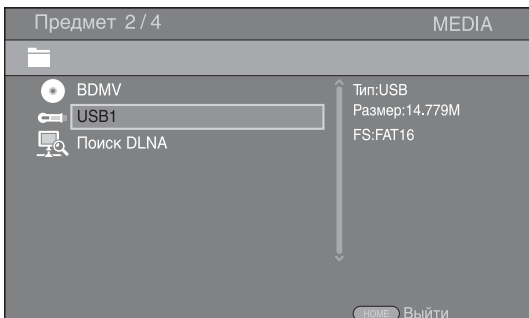 Предмет 2/4
MEDIA
BDMV
USB1
Поиск DLNA
Тип:USB
Размер:14.779M
FS:FAT16
HOME Выйти